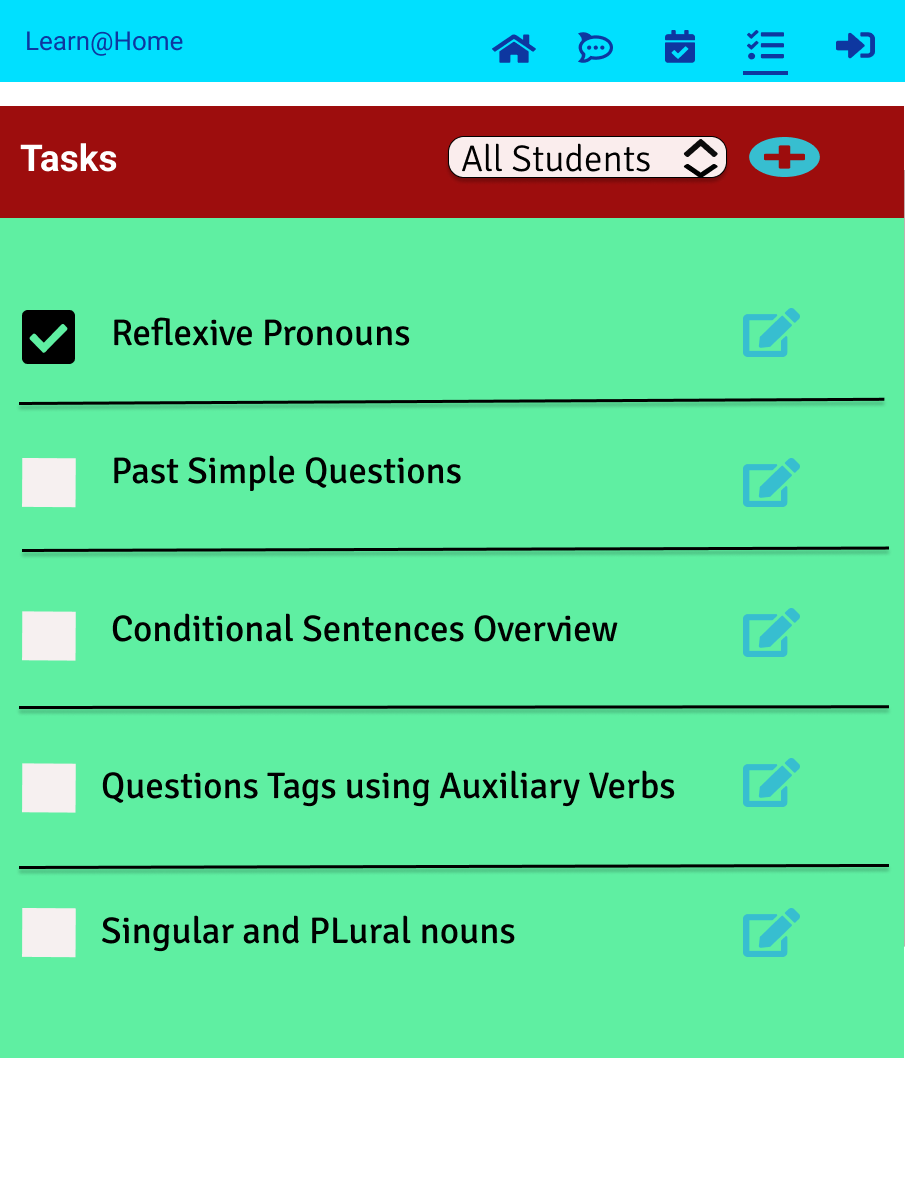 Learn@Home
Tasks
All Students
Reflexive Pronouns
Past Simple Questions
Conditional Sentences Overview
Questions Tags using Auxiliary Verbs
Singular and PLural nouns